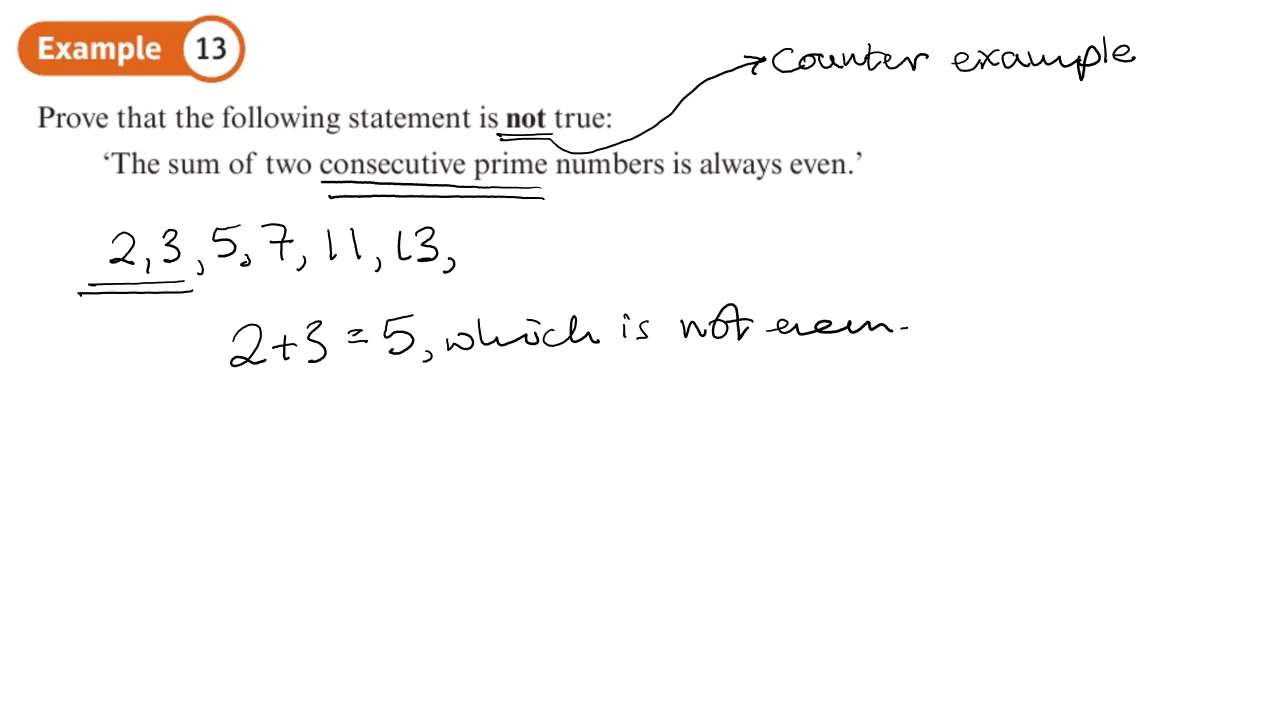 Example 13
Counter example
Prove that the following statement is not true:
‘The sum of two consecutive prime numbers is always even.’
2, 3, 5, 7, 11, 13,
2+3 = 5, which is not even.